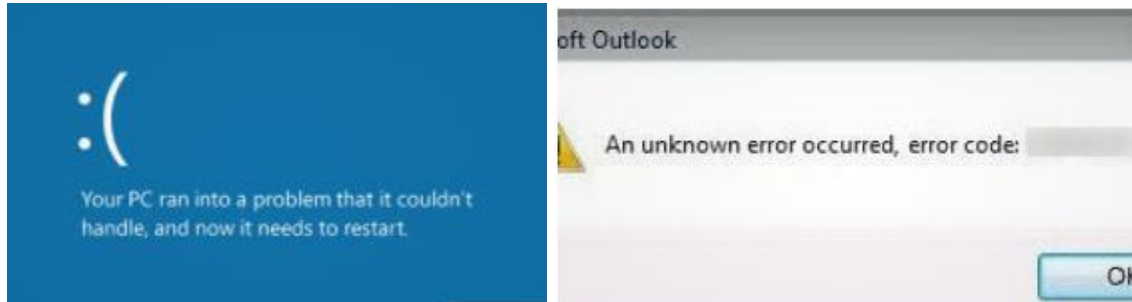 :(
Your PC ran into a problem that it couldn't
handle, and now it needs to restart.
oft Outlook
An unknown error occurred, error code:
OK